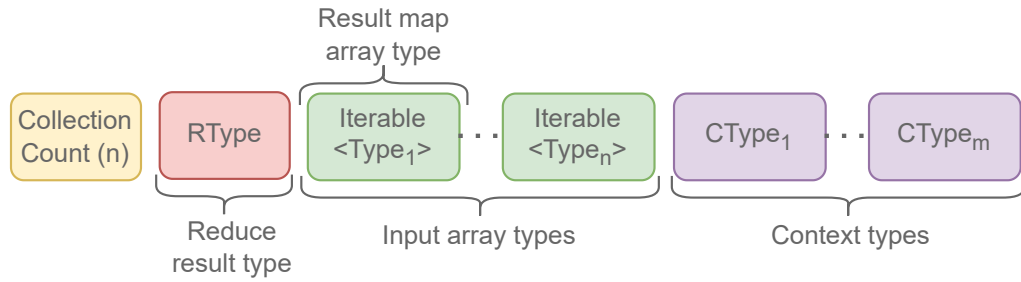 Result map
array type
Collection
Count (n)
RType
Iterable
<Type₁>
. . .
Iterable
<Typeₙ>
CType₁
. . .
CTypeₘ
Reduce
result type
Input array types
Context types